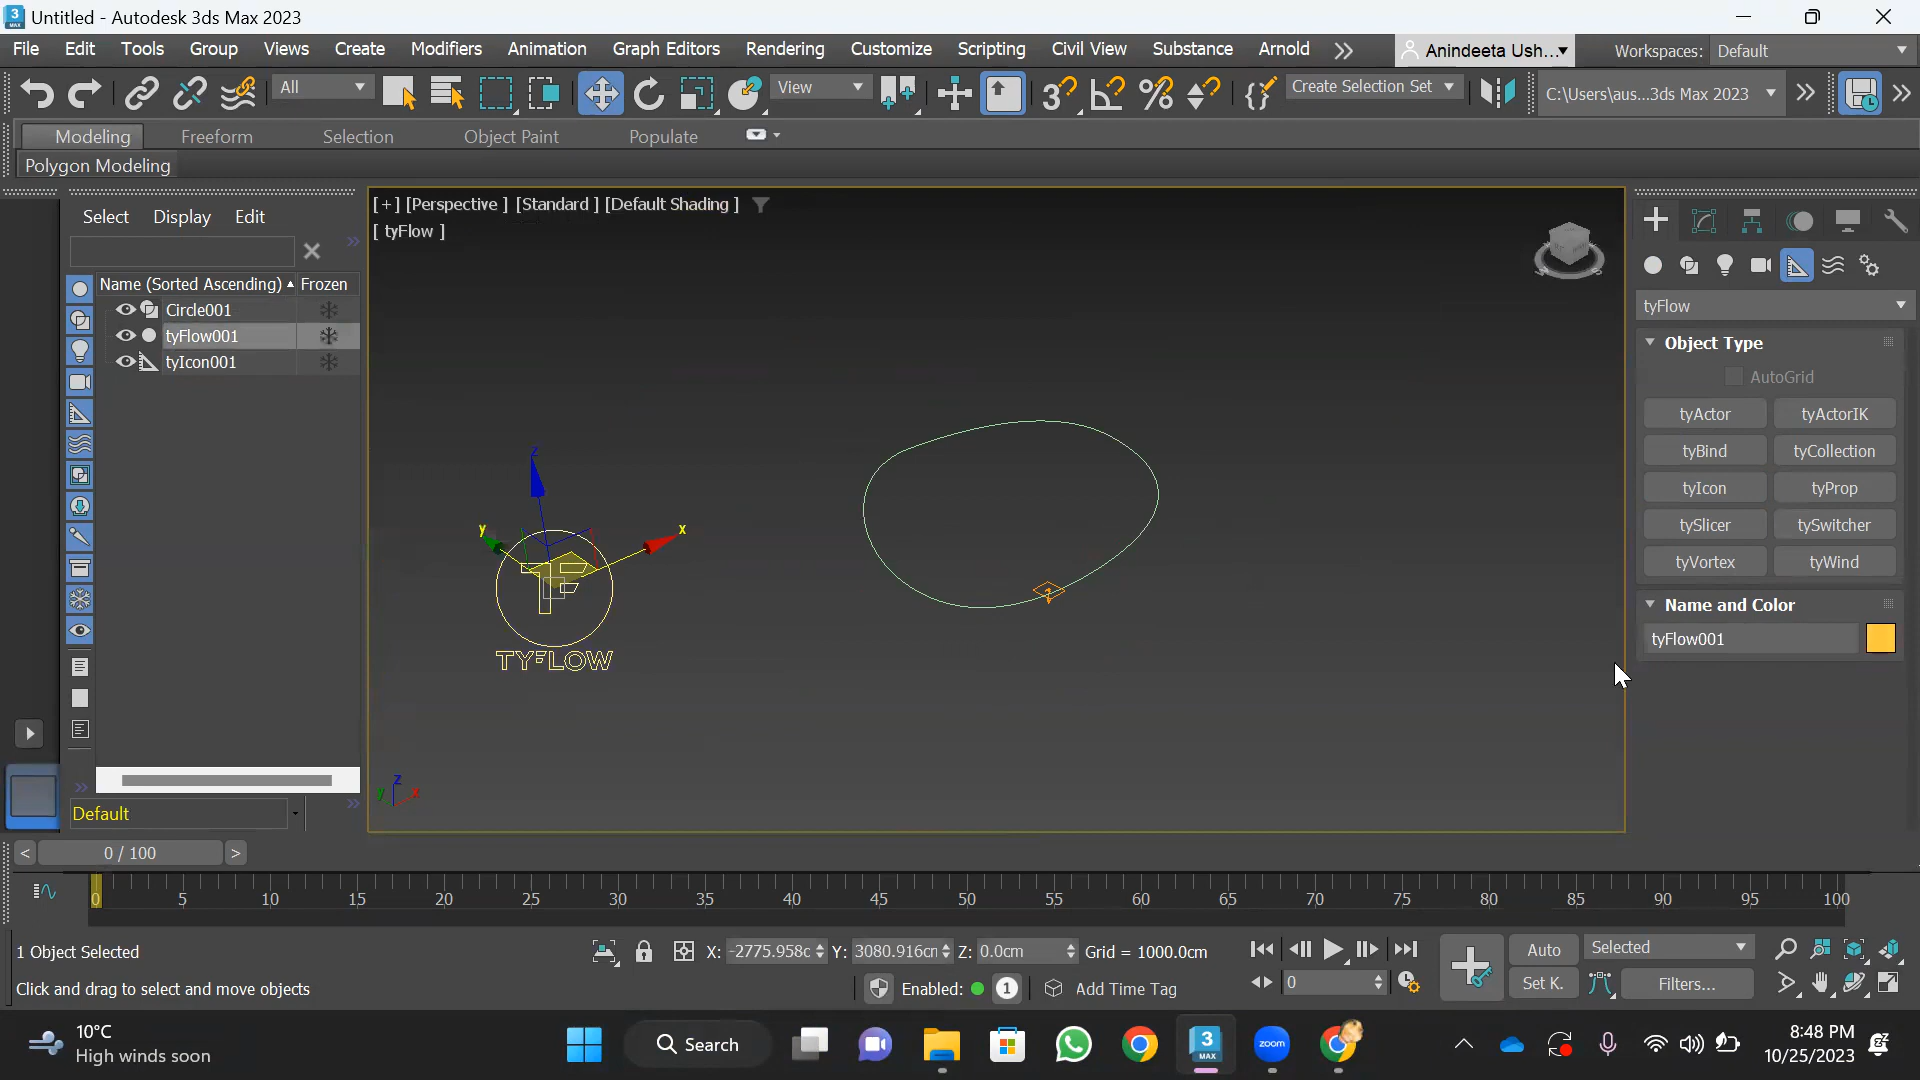 Untitled - Autodesk 3ds Max 2023
File Edit Tools Group Views Create Modifiers Animation Graph Editors Rendering Customize Scripting Civil View Substance Arnold Anindeeta Ush... Workspaces: Default
All View Create Selection Set C:\Users\aus...3ds Max 2023
Modeling Freeform Selection Object Paint Populate
Polygon Modeling
Select Display Edit
[+] [Perspective ] [Standard ] [Default Shading ]
[ tyFlow ]
Name (Sorted Ascending) Frozen
Circle001
tyFlow001
tyIcon001
tyFlow
Object Type
AutoGrid
tyActor tyActorIK
tyBind tyCollection
tyIcon tyProp
tySlicer tySwitcher
tyVortex tyWind
Name and Color
tyFlow001
z
y x
TYFLOW
z
y x
Default
< 0 / 100 >
0 5 10 15 20 25 30 35 40 45 50 55 60 65 70 75 80 85 90 95 100
1 Object Selected X: -2775.958c Y: 3080.916cn Z: 0.0cm Grid = 1000.0cm Auto Selected
Click and drag to select and move objects Enabled: 1 Add Time Tag 0 Set K. Filters...
10°C
High winds soon
Search
3
MAX
zoom
8:48 PM
10/25/2023